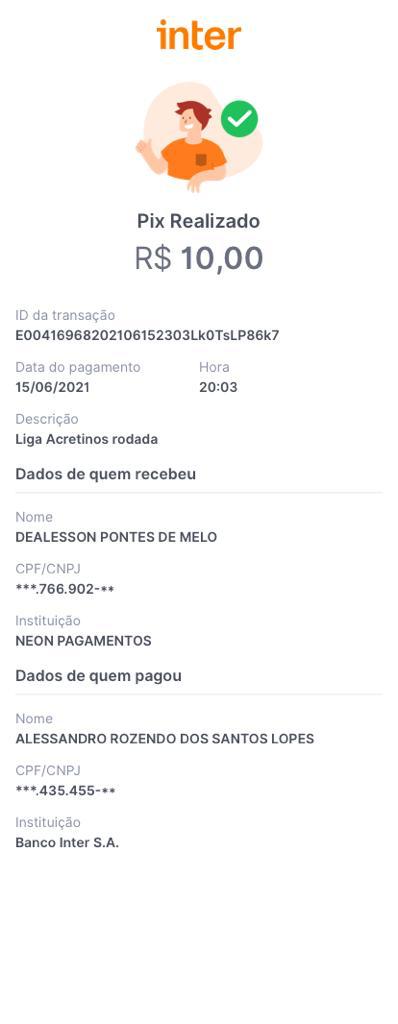 inter
Pix Realizado
R$ 10,00
ID da transação
E00416968202106152303Lk0TsLP86k7
Data do pagamento Hora
15/06/2021 20:03
Descrição
Liga Acretinos rodada
Dados de quem recebeu
Nome
DEALESSON PONTES DE MELO
CPF/CNPJ
***.766.902-**
Instituição
NEON PAGAMENTOS
Dados de quem pagou
Nome
ALESSANDRO ROZENDO DOS SANTOS LOPES
CPF/CNPJ
***.435.455-**
Instituição
Banco Inter S.A.